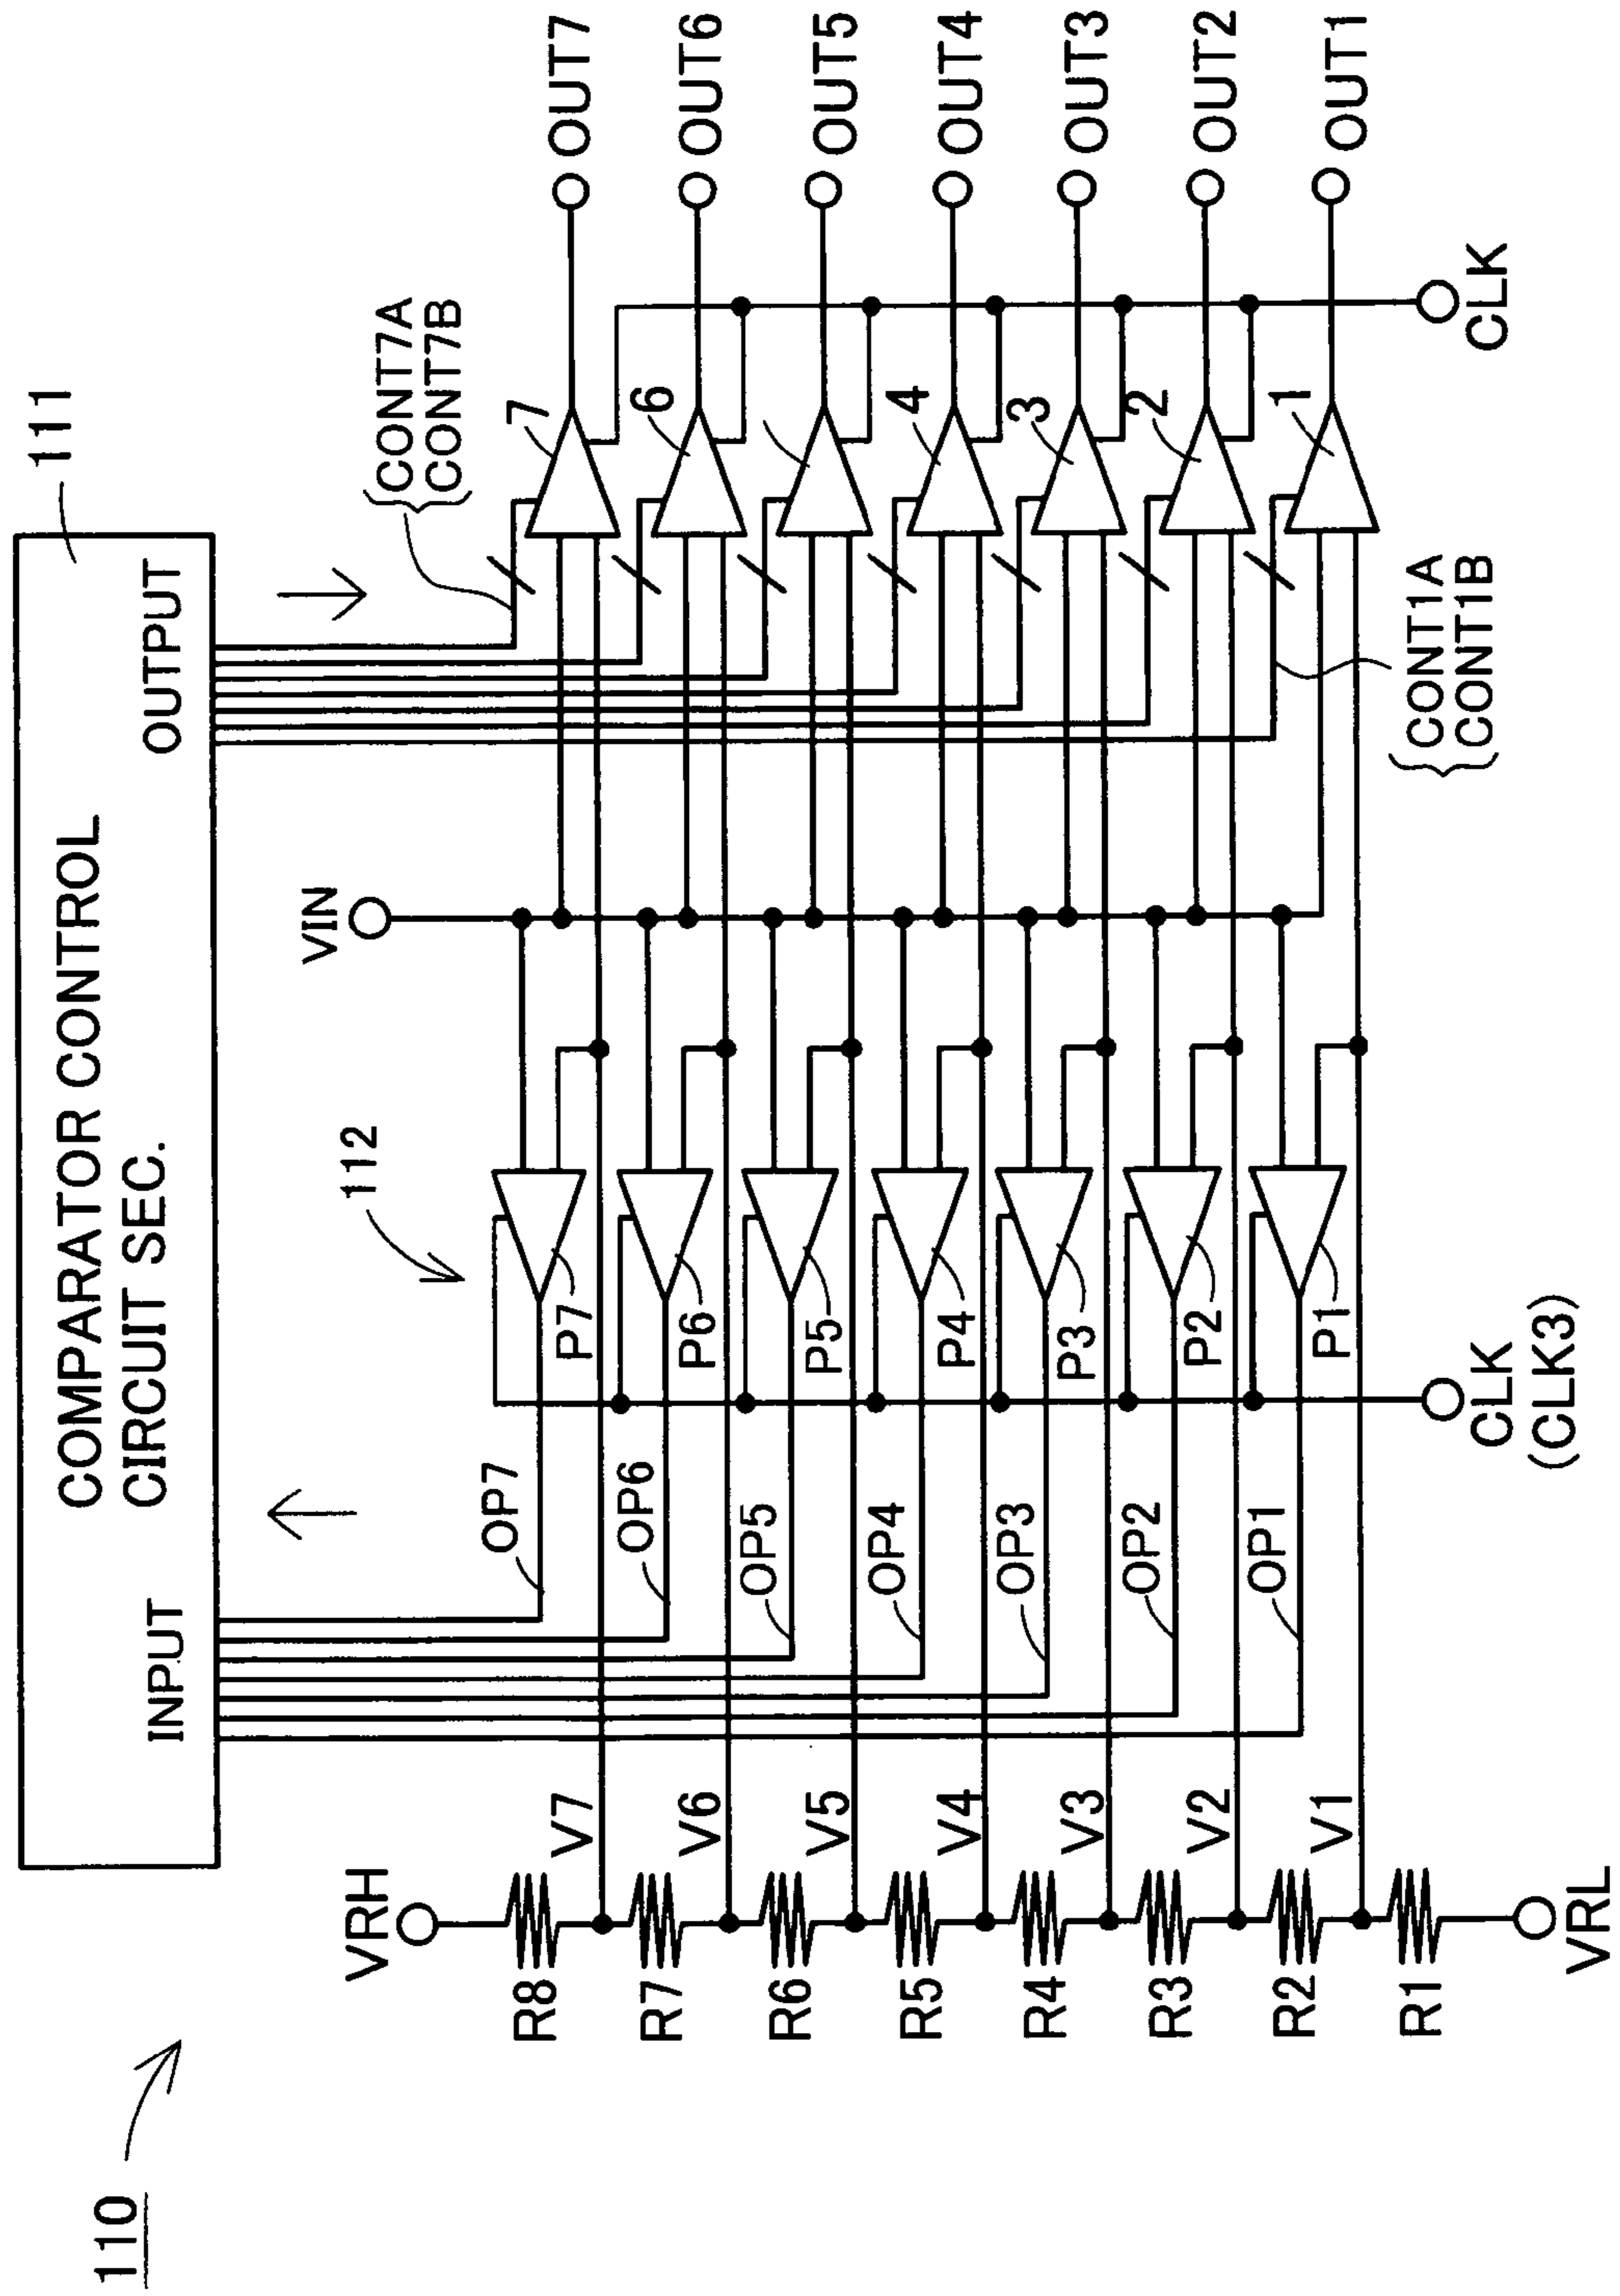 110
COMPARATOR CONTROL
CIRCUIT SEC.
111
INPUT
OUTPUT
VRH
112
VIN
CONT7A
CONT7B
R8
V7
OP7
P7
7
OUT7
R7
V6
OP6
P6
6
OUT6
R6
V5
OP5
P5
OUT5
R5
V4
OP4
P4
4
OUT4
R4
V3
OP3
P3
3
OUT3
R3
V2
OP2
P2
2
OUT2
R2
V1
OP1
P1
1
OUT1
R1
CONT1A
CONT1B
VRL
CLK
(CLK3)
CLK